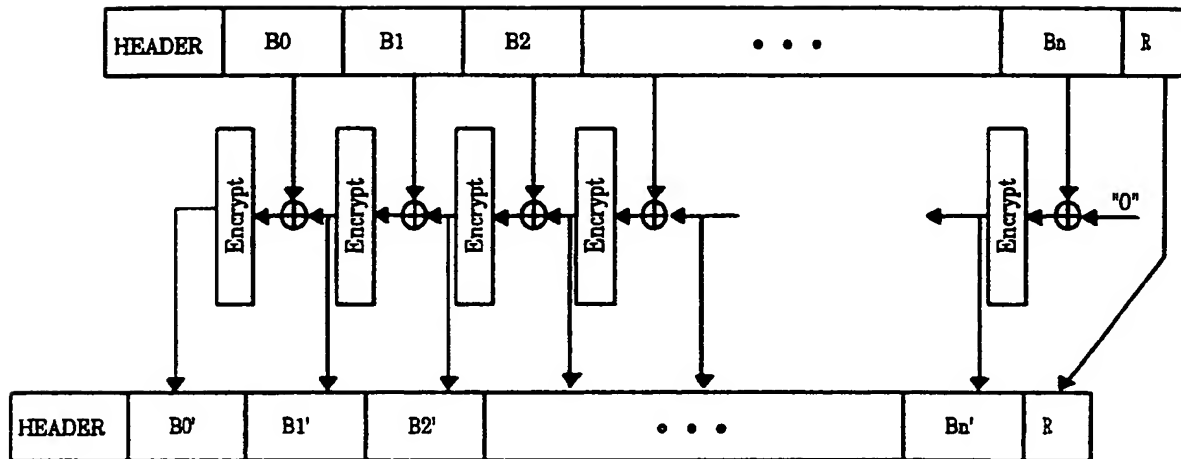 HEADER B0 B1 B2 • • • Bn R
Encrypt Encrypt Encrypt Encrypt Encrypt "0"
HEADER B0' B1' B2' • • • Bn' R